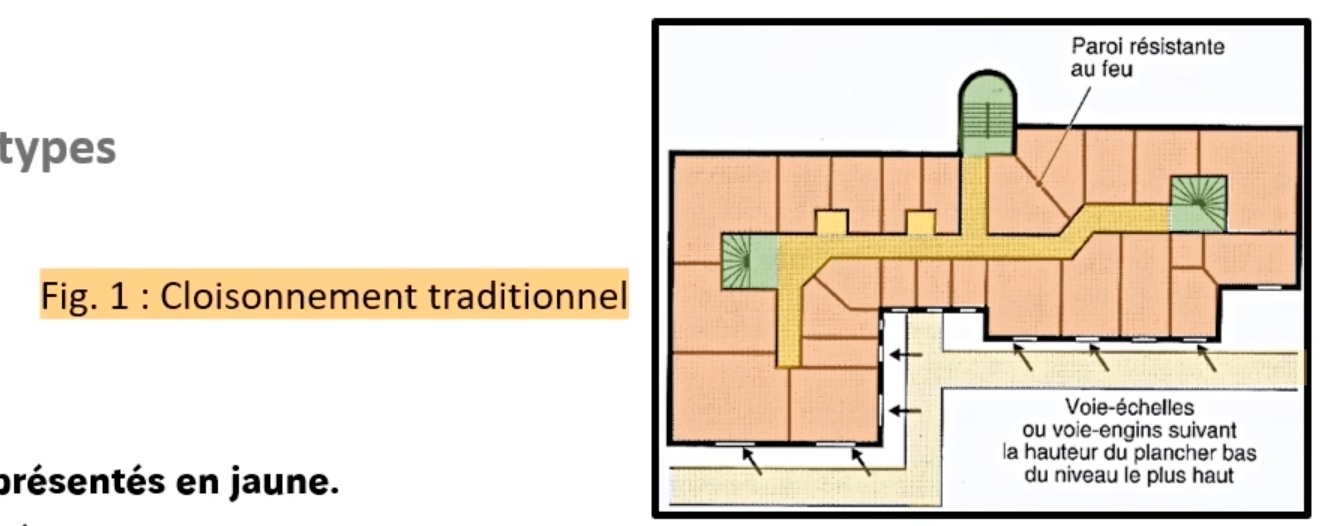 types
Fig. 1 : Cloisonnement traditionnel
Paroi résistante
au feu
Voie-échelles
ou voie-engins suivant
la hauteur du plancher bas
du niveau le plus haut
présentés en jaune.